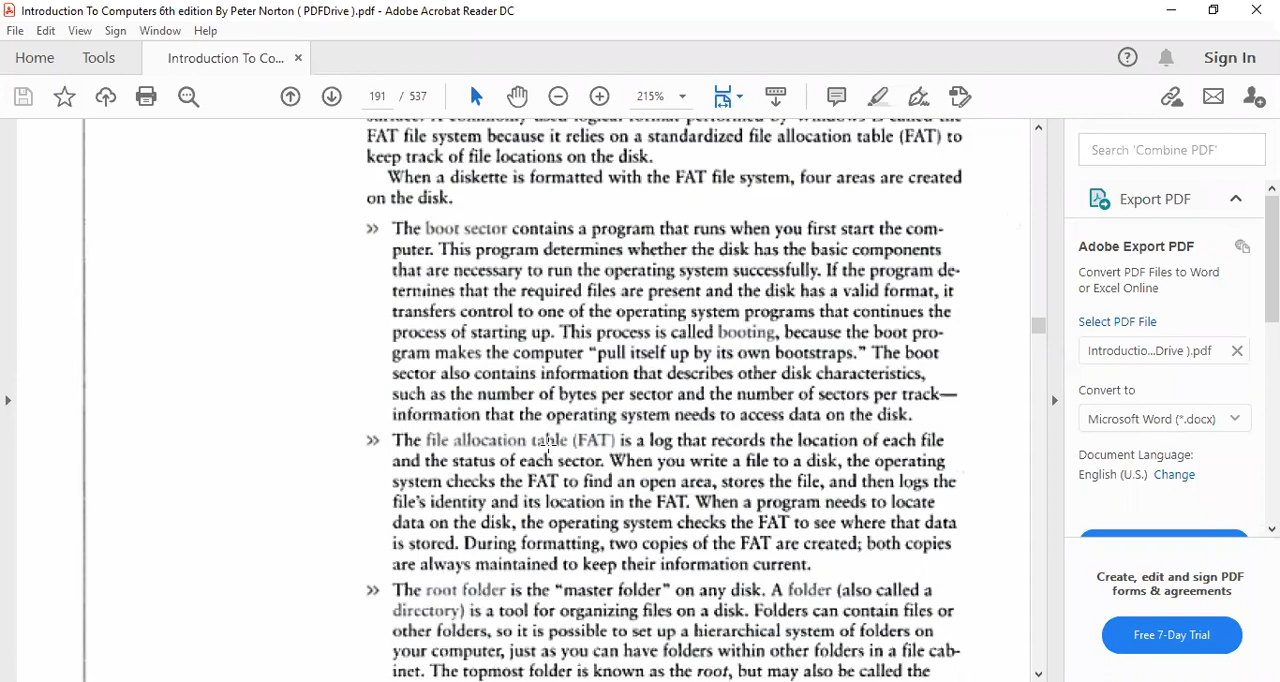 Introduction To Computers 6th edition By Peter Norton ( PDFDrive ).pdf - Adobe Acrobat Reader DC
File Edit View Sign Window Help
Home Tools Introduction To Co... × Sign In
191 / 537 215%
surface. A commonly used logical format performed by Windows is called the
FAT file system because it relies on a standardized file allocation table (FAT) to
keep track of file locations on the disk.
When a diskette is formatted with the FAT file system, four areas are created
on the disk.
>> The boot sector contains a program that runs when you first start the com-
puter. This program determines whether the disk has the basic components
that are necessary to run the operating system successfully. If the program de-
termines that the required files are present and the disk has a valid format, it
transfers control to one of the operating system programs that continues the
process of starting up. This process is called booting, because the boot pro-
gram makes the computer “pull itself up by its own bootstraps.” The boot
sector also contains information that describes other disk characteristics,
such as the number of bytes per sector and the number of sectors per track—
information that the operating system needs to access data on the disk.
>> The file allocation table (FAT) is a log that records the location of each file
and the status of each sector. When you write a file to a disk, the operating
system checks the FAT to find an open area, stores the file, and then logs the
file's identity and its location in the FAT. When a program needs to locate
data on the disk, the operating system checks the FAT to see where that data
is stored. During formatting, two copies of the FAT are created; both copies
are always maintained to keep their information current.
>> The root folder is the “master folder” on any disk. A folder (also called a
directory) is a tool for organizing files on a disk. Folders can contain files or
other folders, so it is possible to set up a hierarchical system of folders on
your computer, just as you can have folders within other folders in a file cab-
inet. The topmost folder is known as the root, but may also be called the
Search 'Combine PDF'
Export PDF
Adobe Export PDF
Convert PDF Files to Word
or Excel Online
Select PDF File
Introductio...Drive ).pdf
Convert to
Microsoft Word (*.docx)
Document Language:
English (U.S.) Change
Create, edit and sign PDF
forms & agreements
Free 7-Day Trial